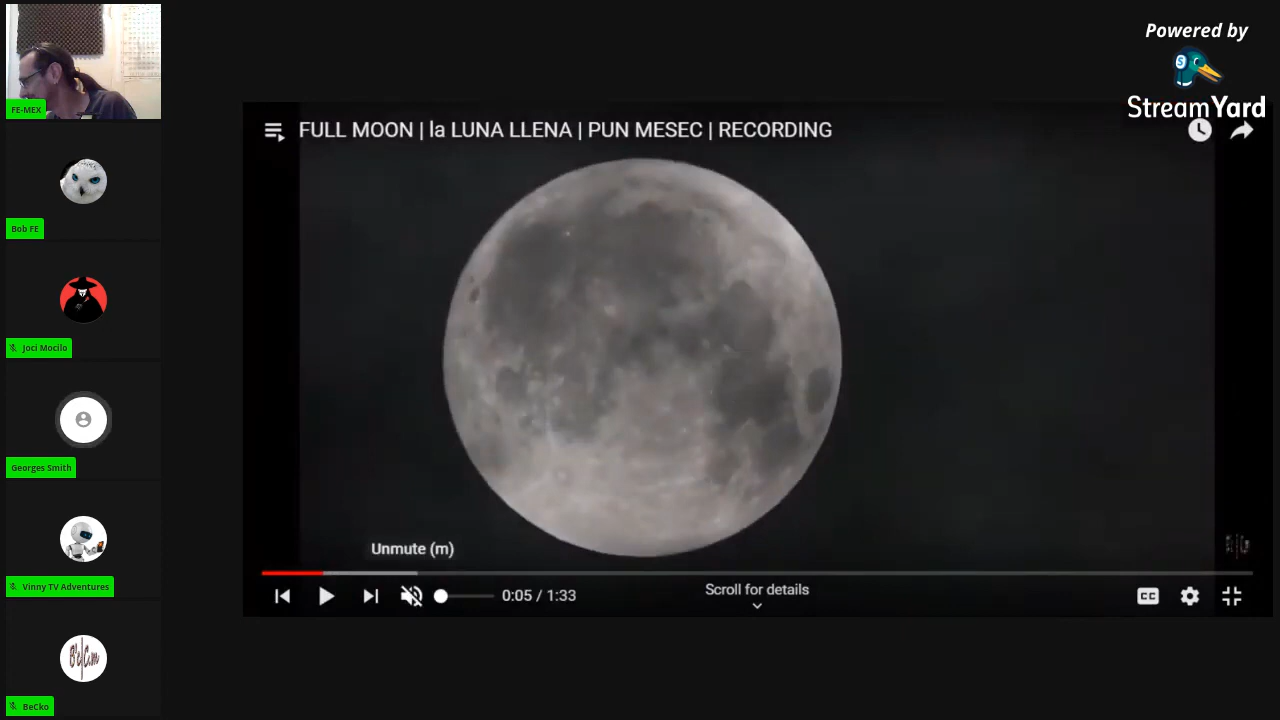 Powered by
StreamYard
FULL MOON | la LUNA LLENA | PUN MESEC | RECORDING
FE-MEX
Bob FE
Joci Mocilo
Georges Smith
Vinny TV Adventures
BeCko
Unmute (m)
0:05 / 1:33
Scroll for details
CC